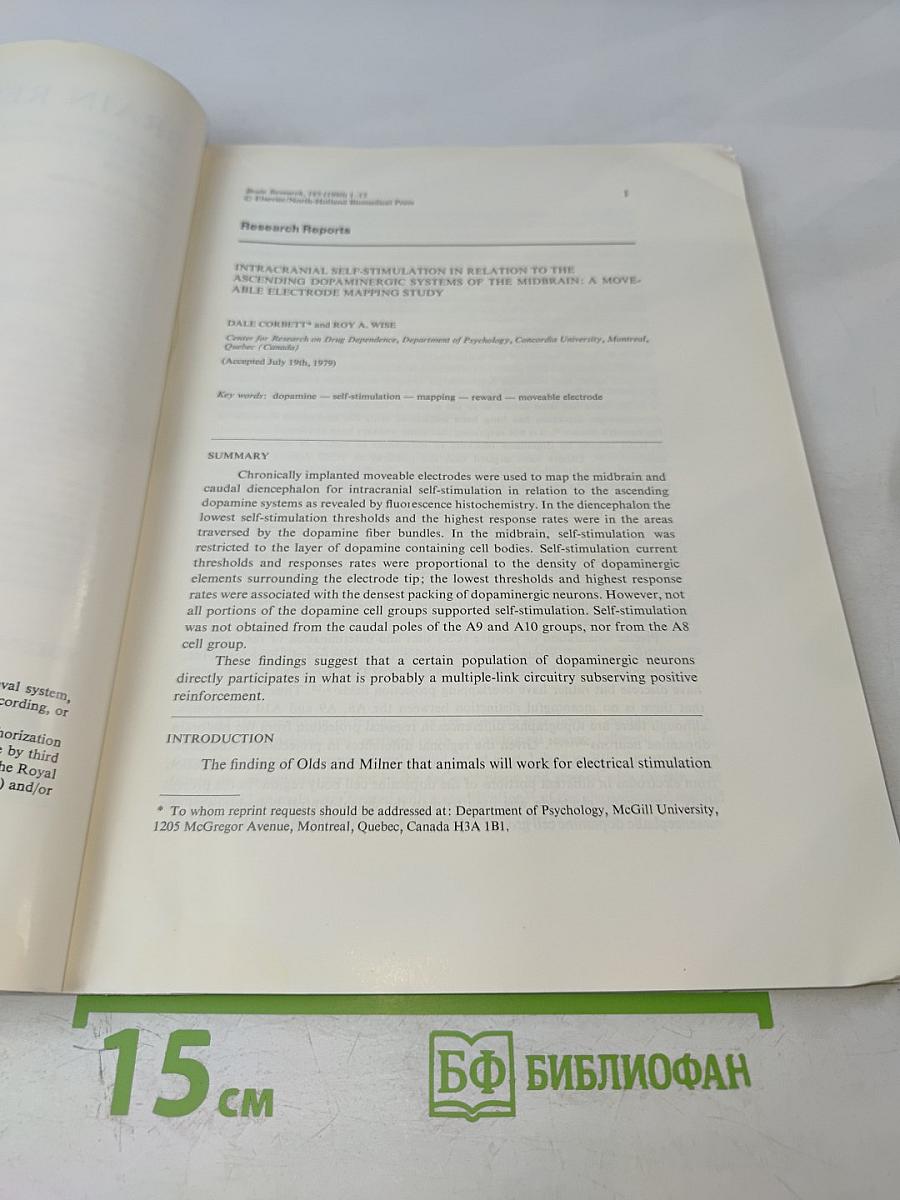 Brain Research, 185 (1980) 1–15
© Elsevier/North-Holland Biomedical Press
1
Research Reports
INTRACRANIAL SELF-STIMULATION IN RELATION TO THE
ASCENDING DOPAMINERGIC SYSTEMS OF THE MIDBRAIN: A MOVE-
ABLE ELECTRODE MAPPING STUDY
DALE CORBETT* and ROY A. WISE
Center for Research on Drug Dependence, Department of Psychology, Concordia University, Montreal,
Quebec (Canada)
(Accepted July 19th, 1979)
Key words: dopamine — self-stimulation — mapping — reward — moveable electrode
SUMMARY
Chronically implanted moveable electrodes were used to map the midbrain and
caudal diencephalon for intracranial self-stimulation in relation to the ascending
dopamine systems as revealed by fluorescence histochemistry. In the diencephalon the
lowest self-stimulation thresholds and the highest response rates were in the areas
traversed by the dopamine fiber bundles. In the midbrain, self-stimulation was
restricted to the layer of dopamine containing cell bodies. Self-stimulation current
thresholds and responses rates were proportional to the density of dopaminergic
elements surrounding the electrode tip; the lowest thresholds and highest response
rates were associated with the densest packing of dopaminergic neurons. However, not
all portions of the dopamine cell groups supported self-stimulation. Self-stimulation
was not obtained from the caudal poles of the A9 and A10 groups, nor from the A8
cell group.
These findings suggest that a certain population of dopaminergic neurons
directly participates in what is probably a multiple-link circuitry subserving positive
reinforcement.
INTRODUCTION
The finding of Olds and Milner that animals will work for electrical stimulation
* To whom reprint requests should be addressed at: Department of Psychology, McGill University,
1205 McGregor Avenue, Montreal, Quebec, Canada H3A 1B1.
val system,
cording, or
horization
e by third
he Royal
) and/or
15 см
БФ БИБЛИОФАН